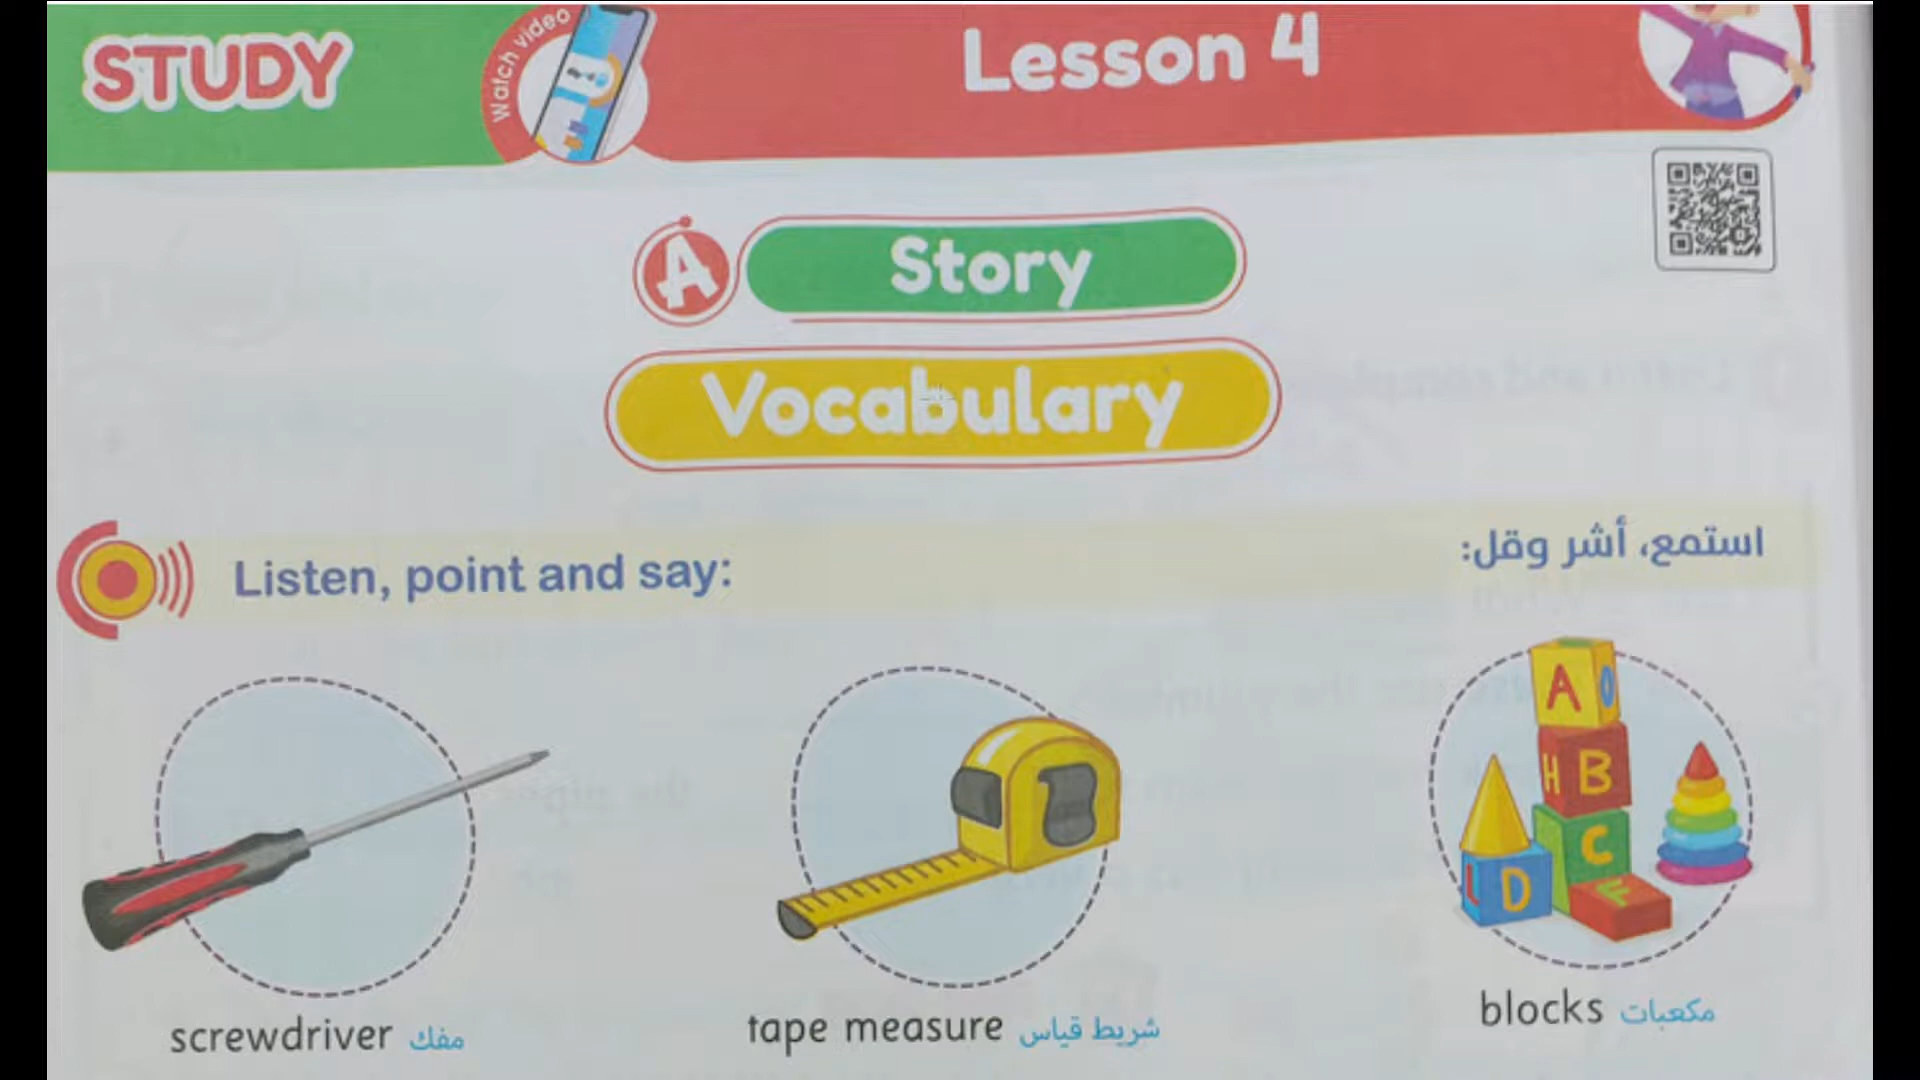 STUDY
Watch video
Lesson 4
A Story
Vocabulary
Listen, point and say:
استمع، أشر وقل:
A
H B
C
D
F
screwdriver مفك
tape measure شريط قياس
blocks مكعبات